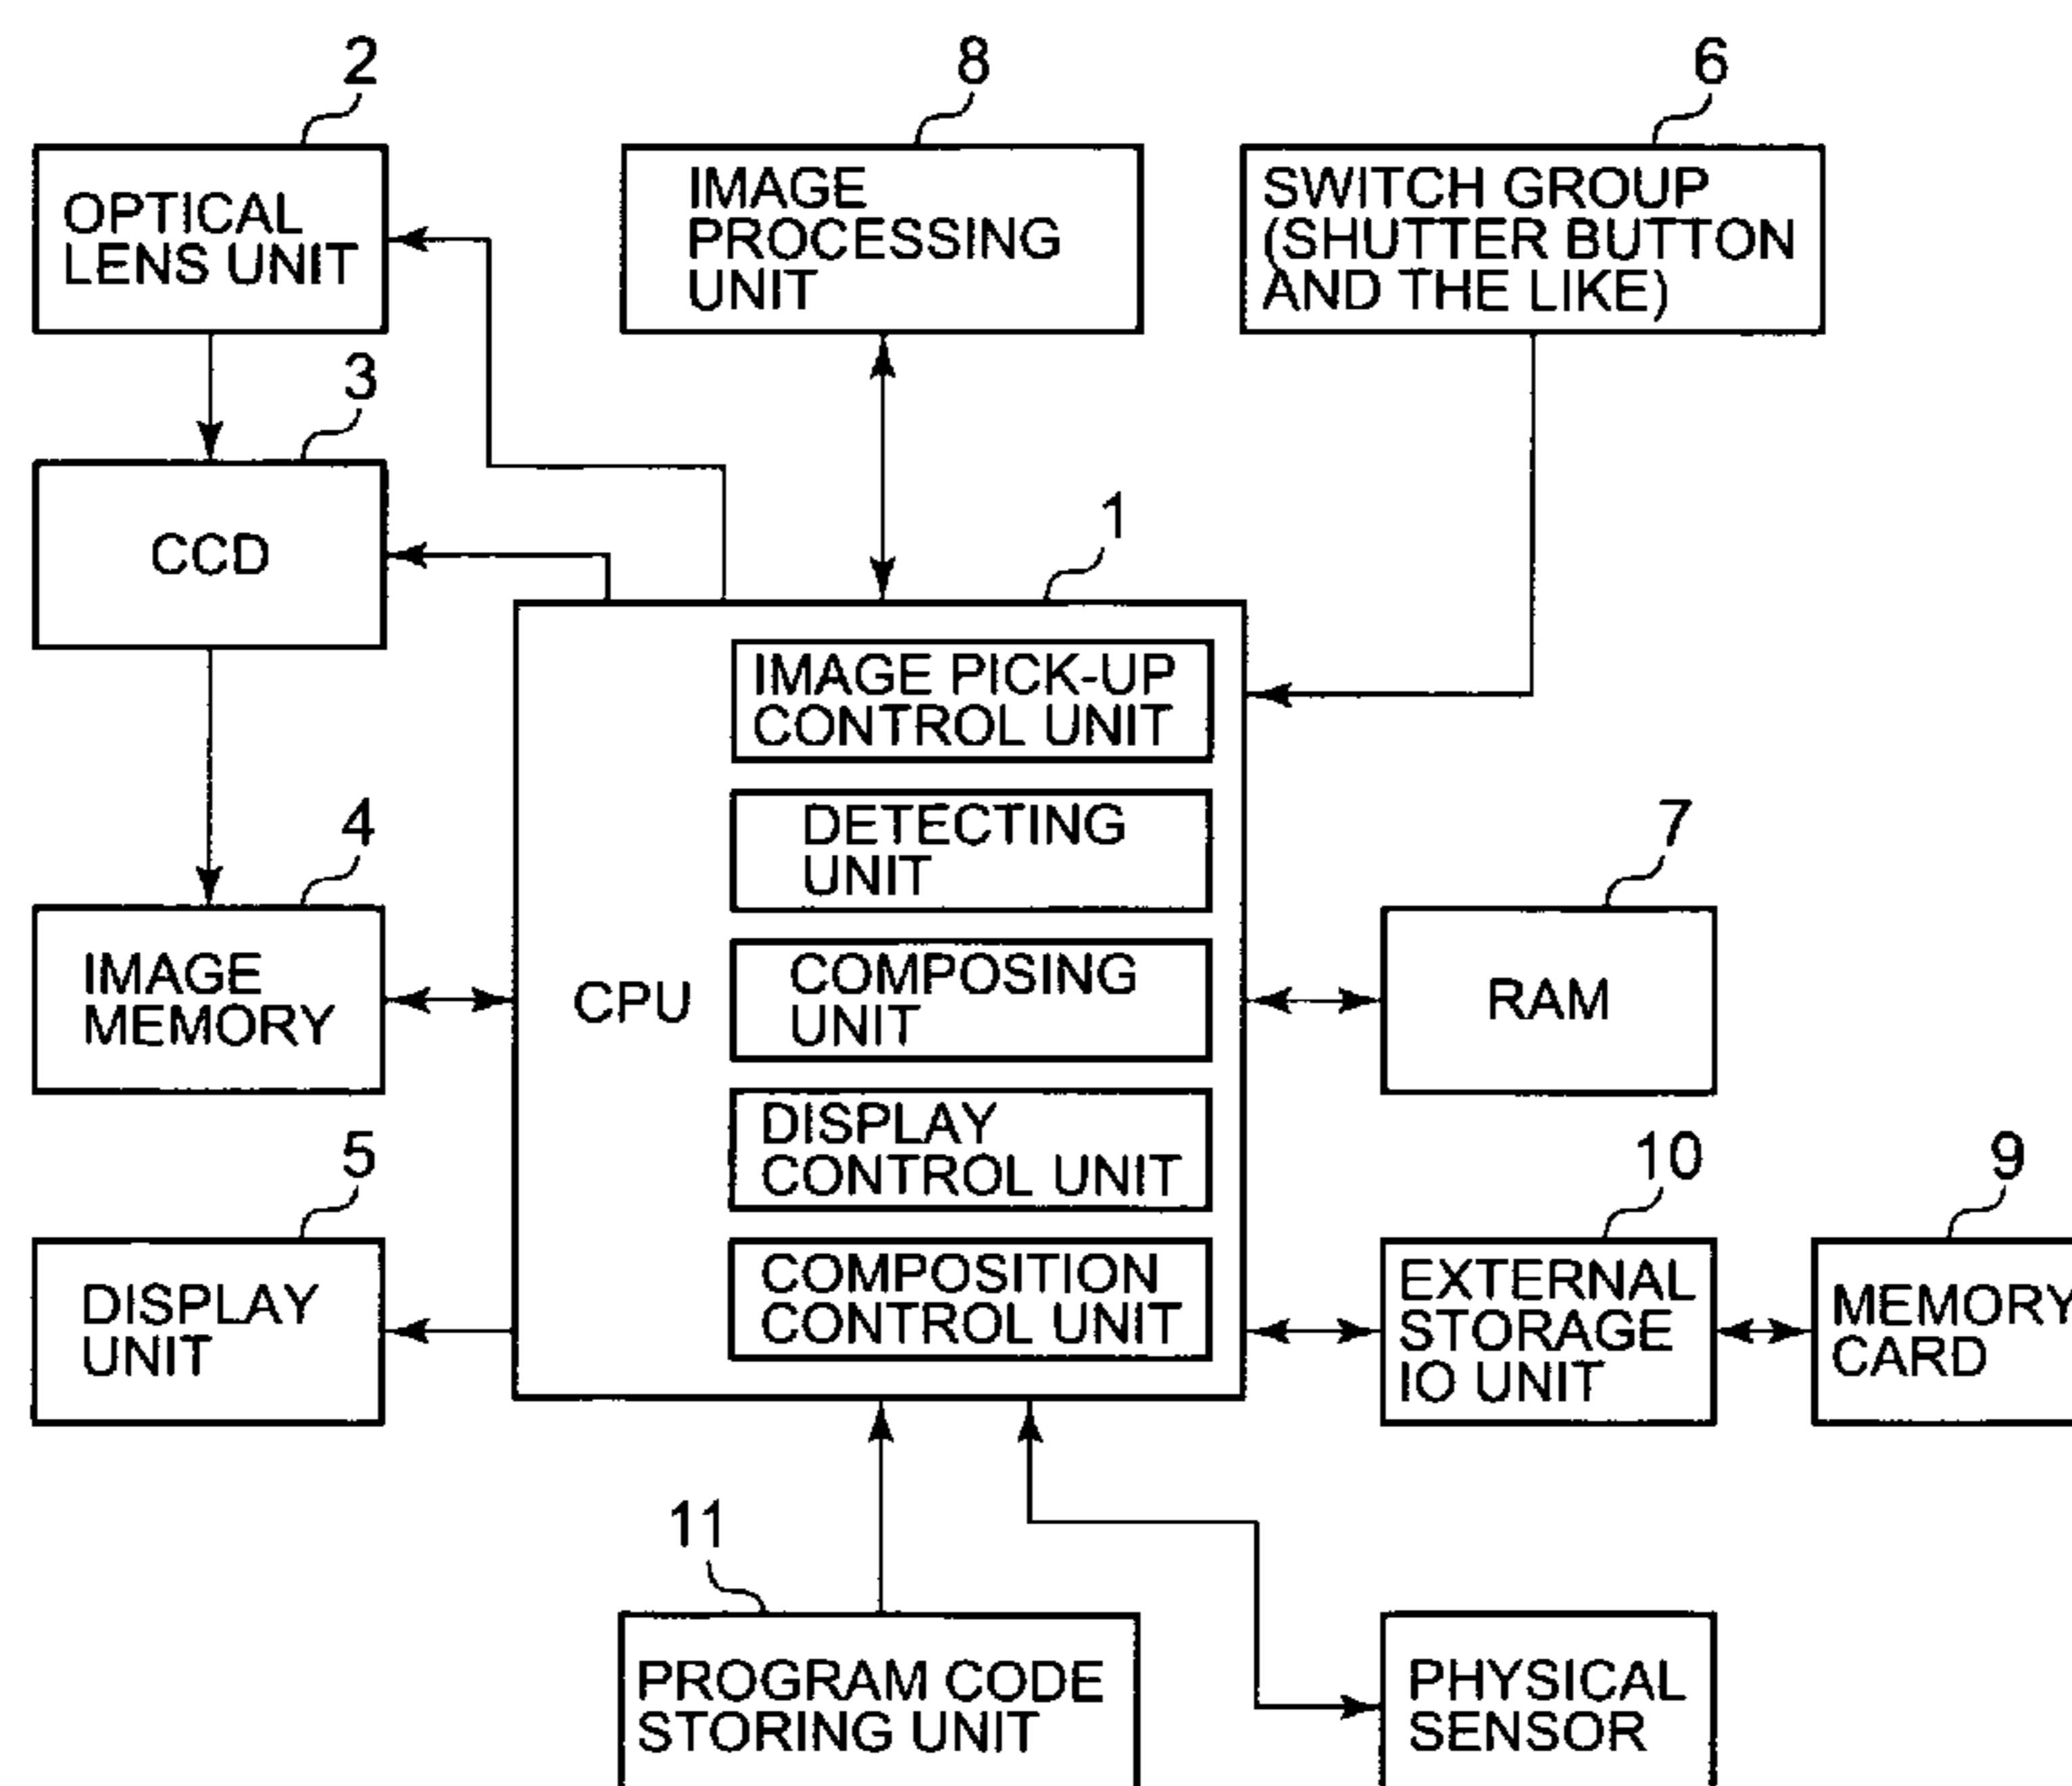 2
8
6
OPTICAL
LENS UNIT
IMAGE
PROCESSING
UNIT
SWITCH GROUP
(SHUTTER BUTTON
AND THE LIKE)
3
CCD
1
IMAGE PICK-UP
CONTROL UNIT
DETECTING
UNIT
4
7
IMAGE
MEMORY
CPU
COMPOSING
UNIT
RAM
DISPLAY
CONTROL UNIT
5
10
9
DISPLAY
UNIT
COMPOSITION
CONTROL UNIT
EXTERNAL
STORAGE
IO UNIT
MEMORY
CARD
11
PROGRAM CODE
STORING UNIT
PHYSICAL
SENSOR